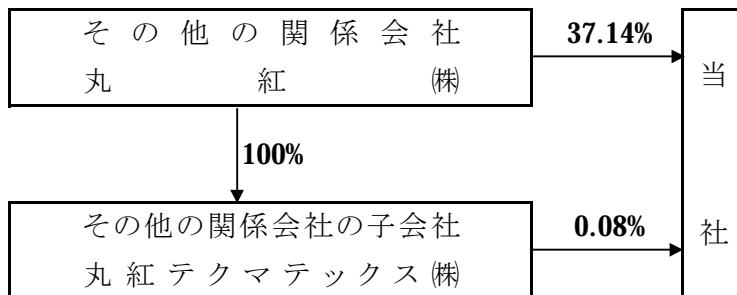 その他の関係会社
丸紅㈱
37.14%
当社
100%
その他の関係会社の子会社
丸紅テクマテックス㈱
0.08%